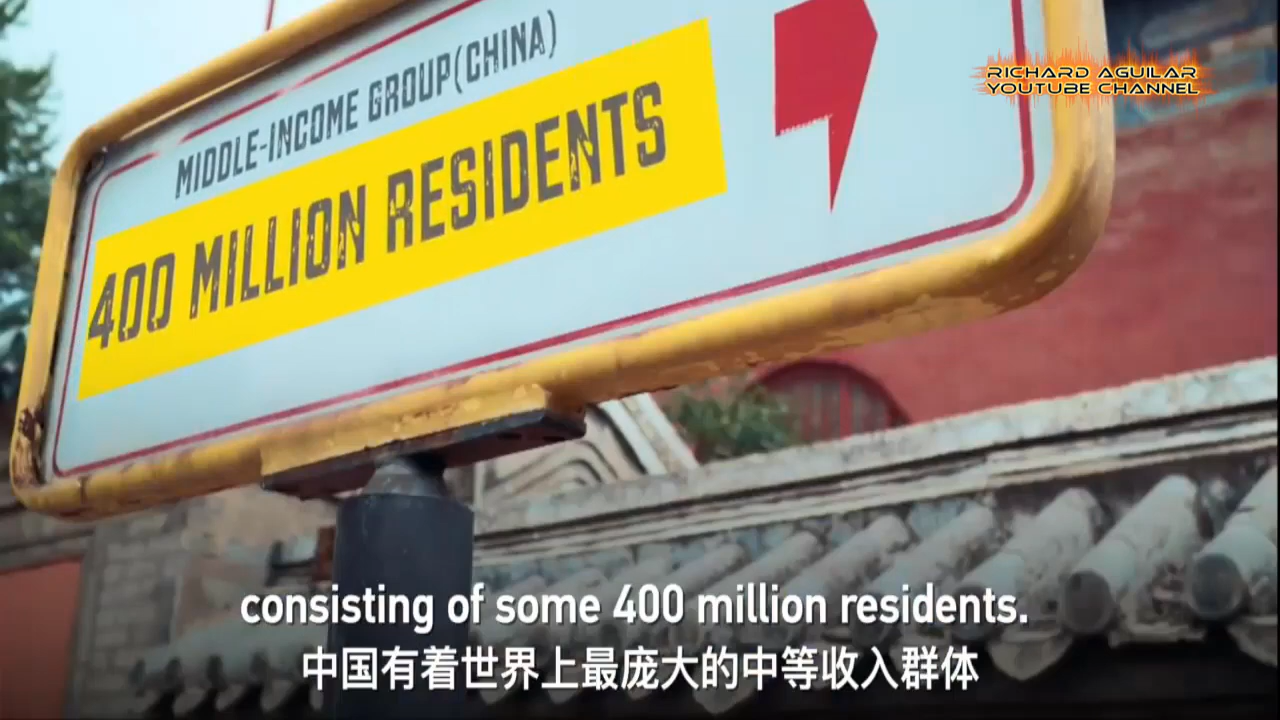 MIDDLE-INCOME GROUP(CHINA)
400 MILLION RESIDENTS
RICHARD AGUILAR
YOUTUBE CHANNEL
consisting of some 400 million residents.
中国有着世界上最庞大的中等收入群体